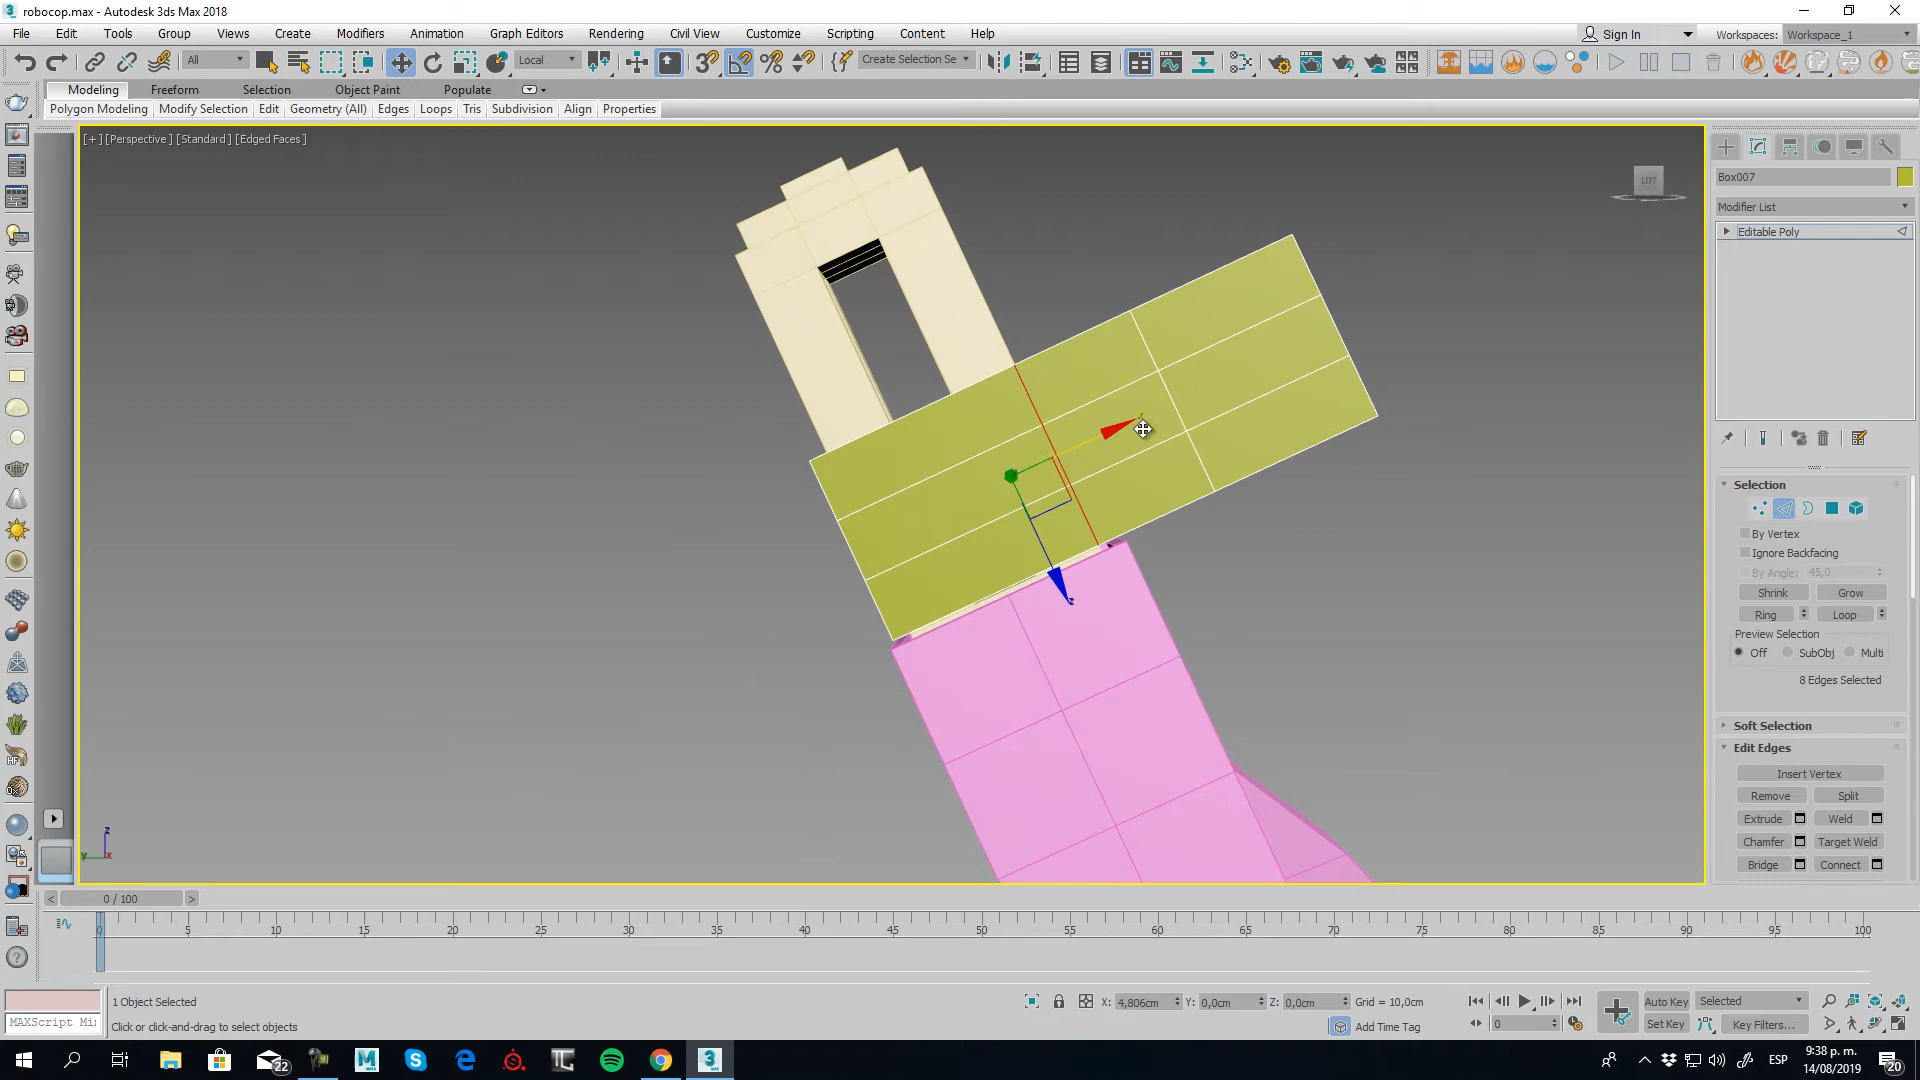 robocop.max - Autodesk 3ds Max 2018
File Edit Tools Group Views Create Modifiers Animation Graph Editors Rendering Civil View Customize Scripting Content Help
Sign In Workspaces: Workspace_1
All Local Create Selection Se
Modeling Freeform Selection Object Paint Populate
Polygon Modeling Modify Selection Edit Geometry (All) Edges Loops Tris Subdivision Align Properties
[+] [Perspective] [Standard] [Edged Faces]
LEFT
Box007
Modifier List
Editable Poly
Selection
By Vertex
Ignore Backfacing
By Angle: 45,0
Shrink Grow
Ring Loop
Preview Selection
Off SubObj Multi
8 Edges Selected
Soft Selection
Edit Edges
Insert Vertex
Remove Split
Extrude Weld
Chamfer Target Weld
Bridge Connect
z
z
y x
0 / 100
0 5 10 15 20 25 30 35 40 45 50 55 60 65 70 75 80 85 90 95 100
1 Object Selected
X: 4,806cm Y: 0,0cm Z: 0,0cm Grid = 10,0cm
Auto Key Selected
MAXScript Mi
Click or click-and-drag to select objects
Add Time Tag
0
Set Key Key Filters...
22
ESP
9:38 p. m.
14/08/2019
20